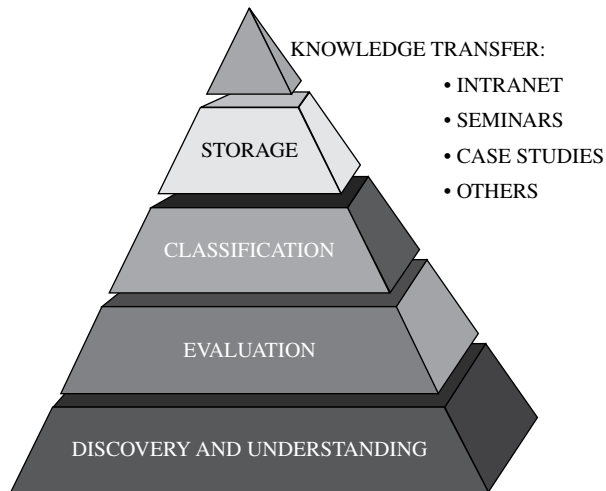 KNOWLEDGE TRANSFER:
• INTRANET
• SEMINARS
• CASE STUDIES
• OTHERS
STORAGE
CLASSIFICATION
EVALUATION
DISCOVERY AND UNDERSTANDING